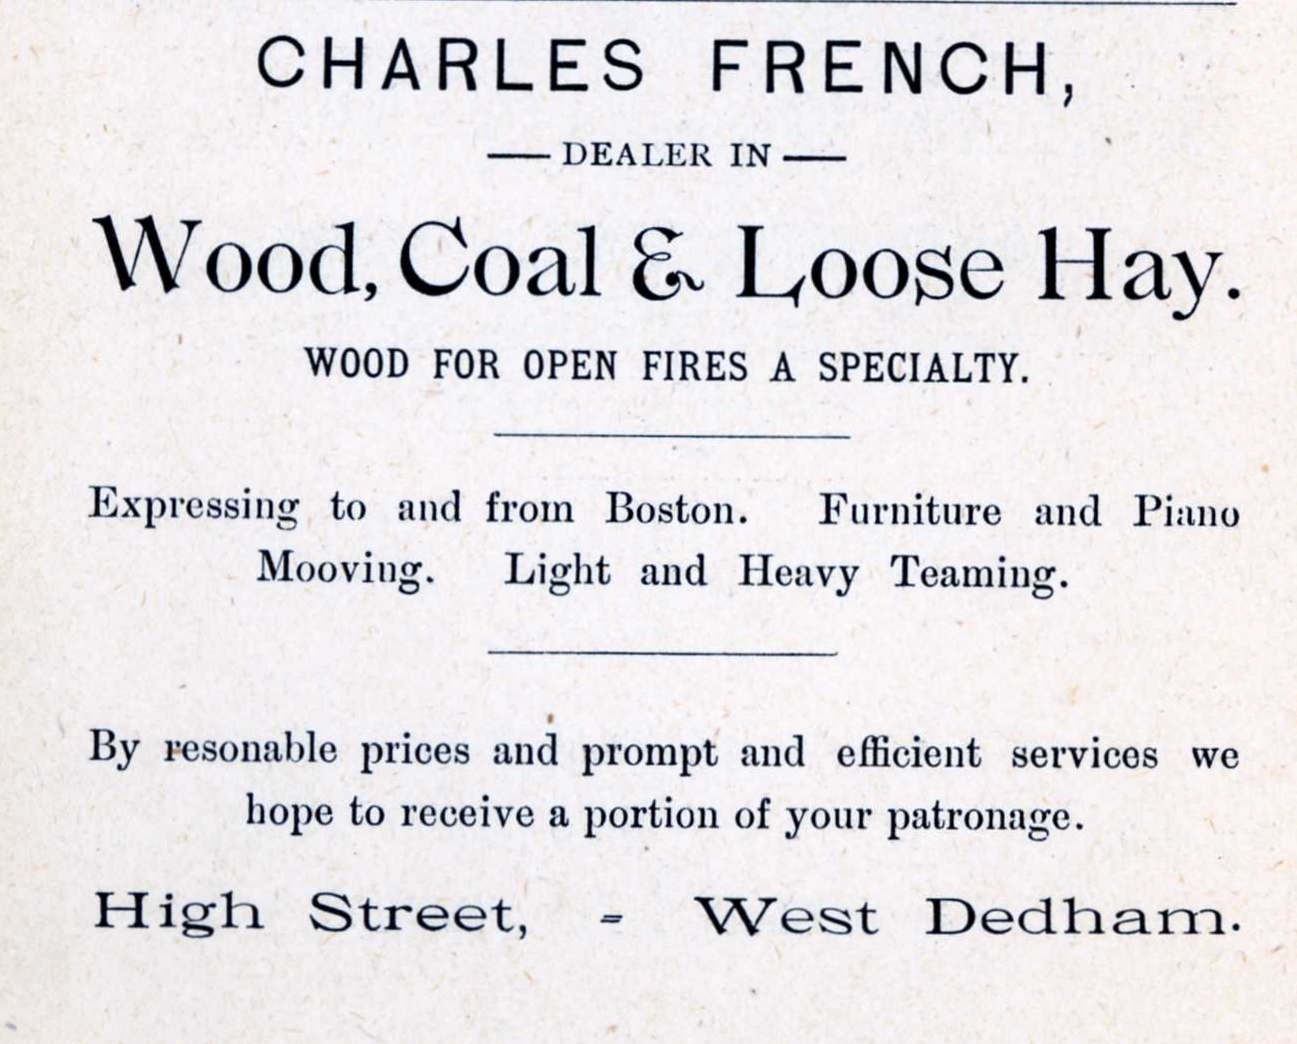 CHARLES FRENCH,
— DEALER IN —
Wood, Coal & Loose Hay.
WOOD FOR OPEN FIRES A SPECIALTY.
Expressing to and from Boston. Furniture and Piano
Mooving. Light and Heavy Teaming.
By resonable prices and prompt and efficient services we
hope to receive a portion of your patronage.
High Street, - West Dedham.